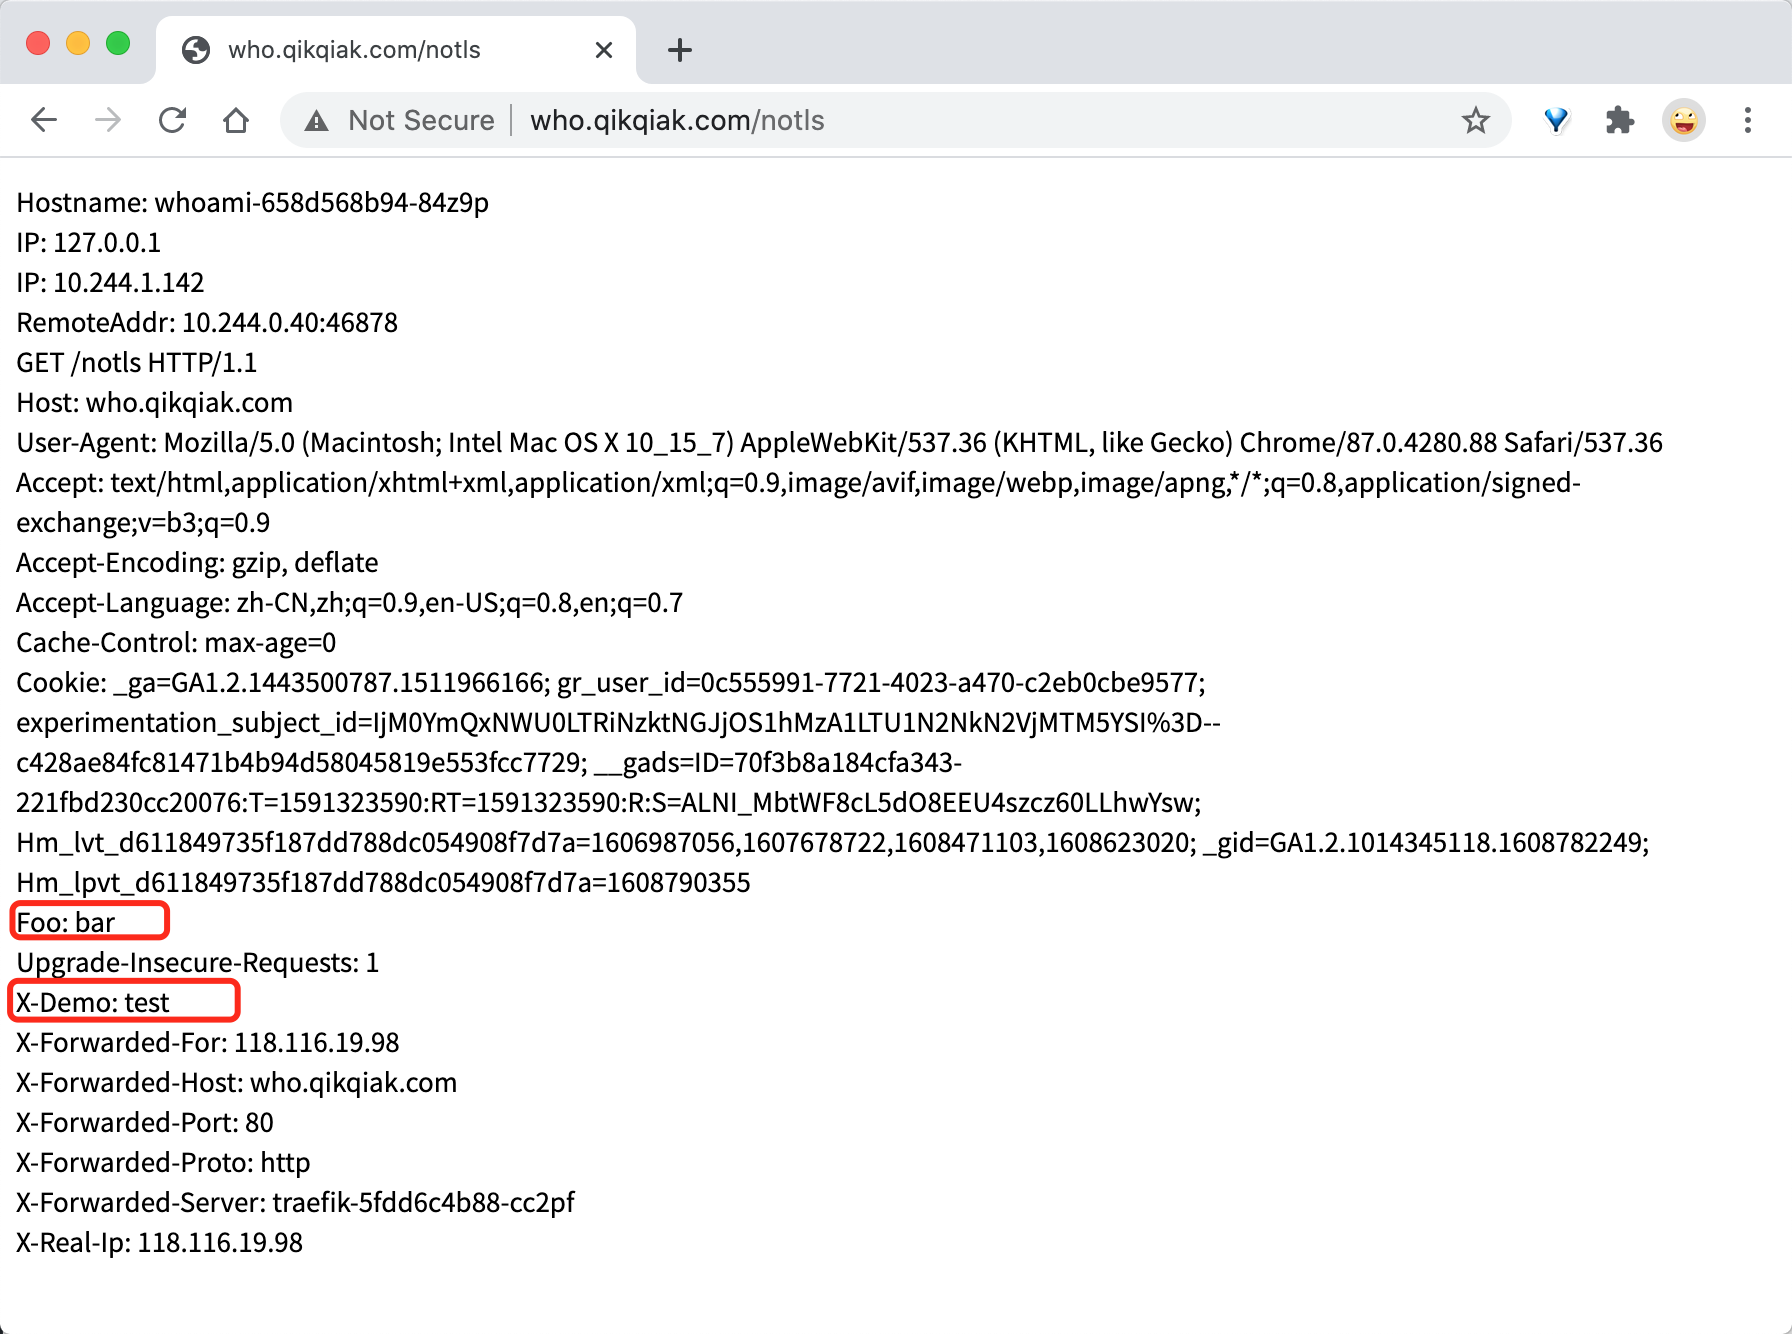 who.qikqiak.com/notls
Not Secure
who.qikqiak.com/notls
Hostname: whoami-658d568b94-84z9p
IP: 127.0.0.1
IP: 10.244.1.142
RemoteAddr: 10.244.0.40:46878
GET /notls HTTP/1.1
Host: who.qikqiak.com
User-Agent: Mozilla/5.0 (Macintosh; Intel Mac OS X 10_15_7) AppleWebKit/537.36 (KHTML, like Gecko) Chrome/87.0.4280.88 Safari/537.36
Accept: text/html,application/xhtml+xml,application/xml;q=0.9,image/avif,image/webp,image/apng,*/*;q=0.8,application/signed-
exchange;v=b3;q=0.9
Accept-Encoding: gzip, deflate
Accept-Language: zh-CN,zh;q=0.9,en-US;q=0.8,en;q=0.7
Cache-Control: max-age=0
Cookie: _ga=GA1.2.1443500787.1511966166; gr_user_id=0c555991-7721-4023-a470-c2eb0cbe9577;
experimentation_subject_id=IjM0YmQxNWU0LTRiNzktNGJjOS1hMzA1LTU1N2NkN2VjMTM5YSI%3D--
c428ae84fc81471b4b94d58045819e553fcc7729; __gads=ID=70f3b8a184cfa343-
221fbd230cc20076:T=1591323590:RT=1591323590:R:S=ALNI_MbtWF8cL5dO8EEU4szcz60LLhwYsw;
Hm_lvt_d611849735f187dd788dc054908f7d7a=1606987056,1607678722,1608471103,1608623020; _gid=GA1.2.1014345118.1608782249;
Hm_lpvt_d611849735f187dd788dc054908f7d7a=1608790355
Foo: bar
Upgrade-Insecure-Requests: 1
X-Demo: test
X-Forwarded-For: 118.116.19.98
X-Forwarded-Host: who.qikqiak.com
X-Forwarded-Port: 80
X-Forwarded-Proto: http
X-Forwarded-Server: traefik-5fdd6c4b88-cc2pf
X-Real-Ip: 118.116.19.98